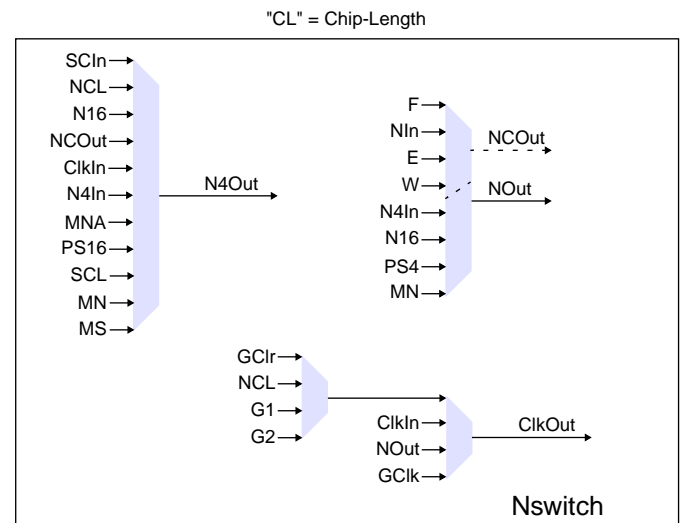 "CL" = Chip-Length
SCIn
NCL
N16
NCOut
ClkIn
N4In
MNA
PS16
SCL
MN
MS
N4Out
F
NIn
E
W
N4In
N16
PS4
MN
NCOut
NOut
GClr
NCL
G1
G2
ClkIn
NOut
GClk
ClkOut
Nswitch